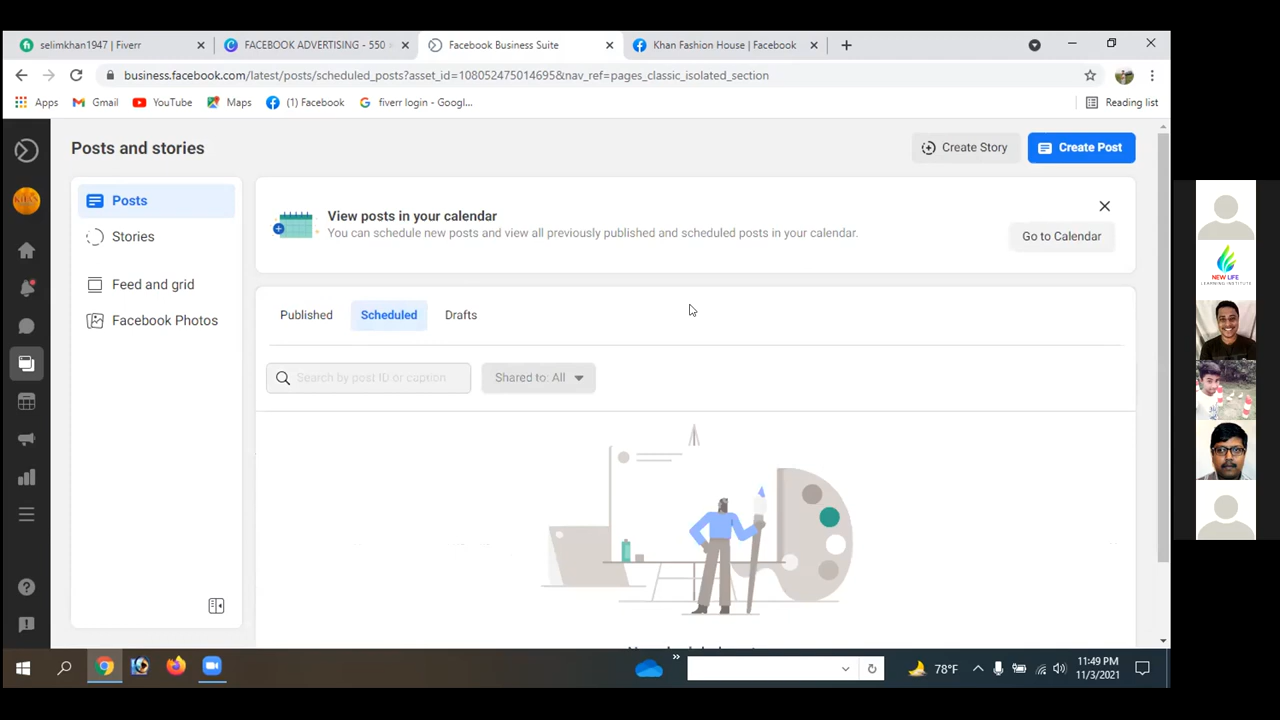 selimkhan1947 | Fiverr
FACEBOOK ADVERTISING - 550
Facebook Business Suite
Khan Fashion House | Facebook
business.facebook.com/latest/posts/scheduled_posts?asset_id=1080524750146958&nav_ref=pages_classic_isolated_section
Apps
Gmail
YouTube
Maps
(1) Facebook
fiverr login - Googl...
Reading list
Posts and stories
Create Story
Create Post
Posts
Stories
Feed and grid
Facebook Photos
View posts in your calendar
You can schedule new posts and view all previously published and scheduled posts in your calendar.
Go to Calendar
Published
Scheduled
Drafts
Search by post ID or caption
Shared to: All
KHAN
NEW LIFE
LEARNING INSTITUTE
78°F
11:49 PM
11/3/2021